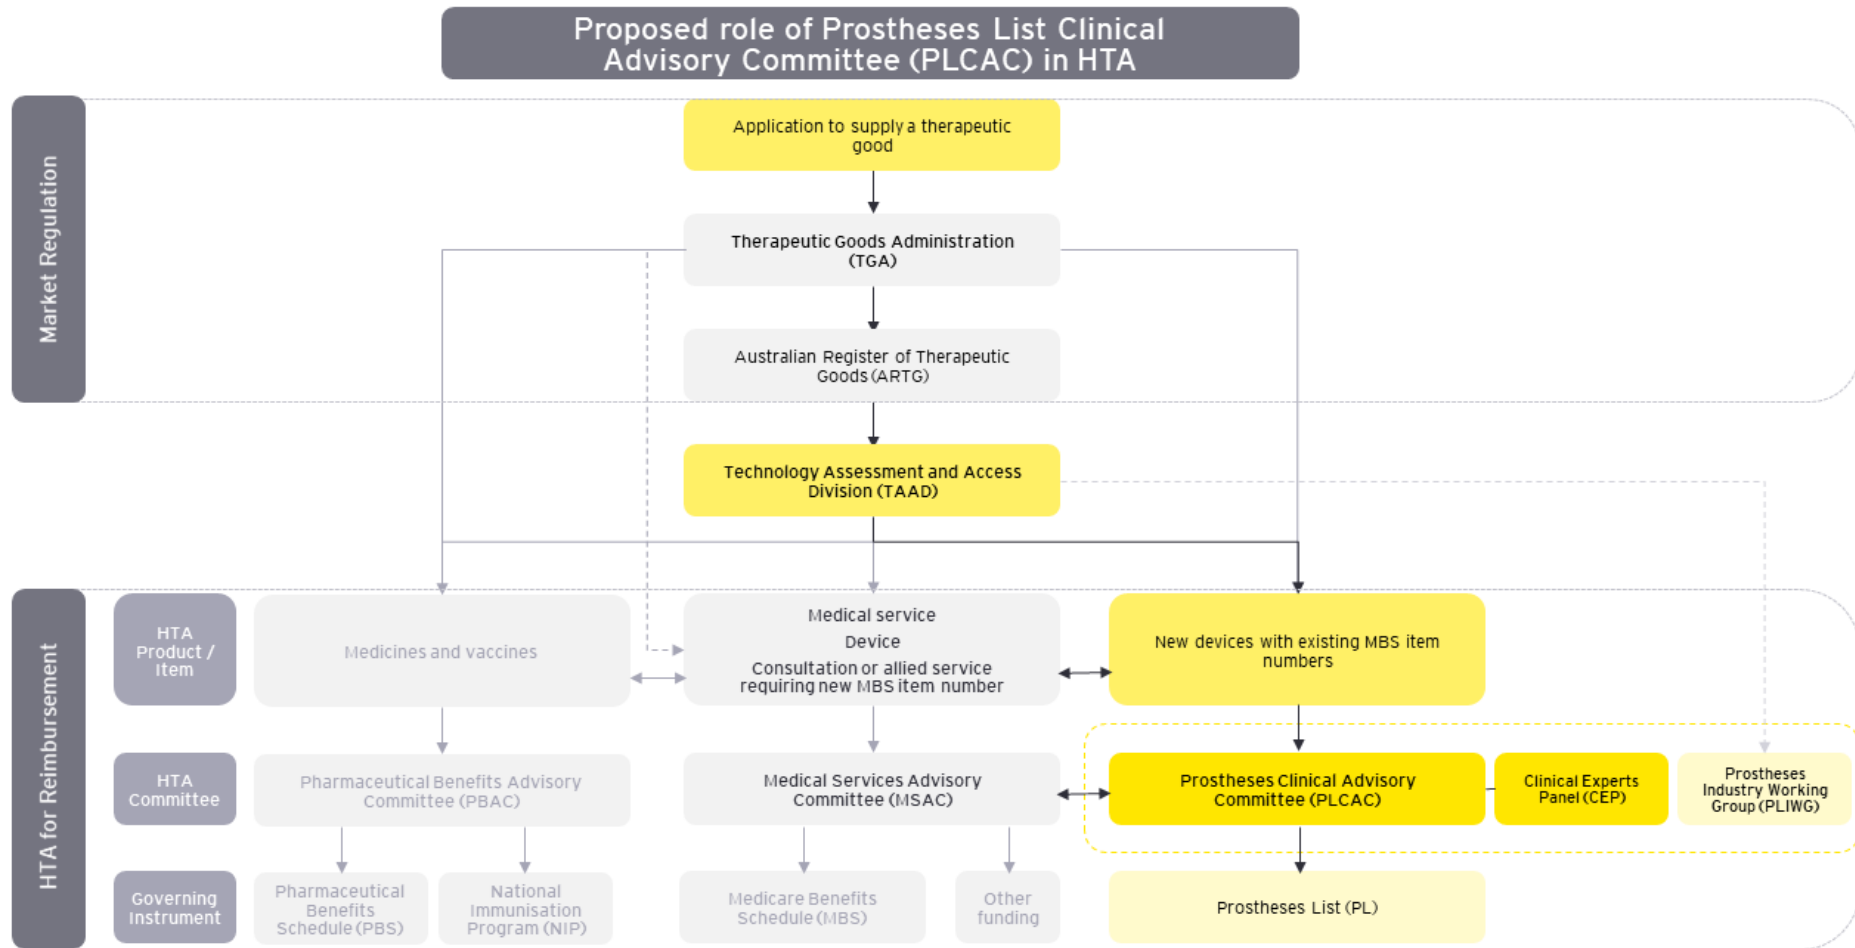 Proposed role of Prostheses List Clinical
Advisory Committee (PLCAC) in HTA
Market Regulation
Application to supply a therapeutic
good
Therapeutic Goods Administration
(TGA)
Australian Register of Therapeutic
Goods (ARTG)
Technology Assessment and Access
Division (TAAD)
HTA for Reimbursement
HTA
Product /
Item
Medicines and vaccines
Medical service
Device
Consultation or allied service
requiring new MBS item number
New devices with existing MBS item
numbers
HTA
Committee
Pharmaceutical Benefits Advisory
Committee (PBAC)
Medical Services Advisory
Committee (MSAC)
Prostheses Clinical Advisory
Committee (PLCAC)
Clinical Experts
Panel (CEP)
Prostheses
Industry Working
Group (PLIWG)
Governing
Instrument
Pharmaceutical
Benefits
Schedule (PBS)
National
Immunisation
Program (NIP)
Medicare Benefits
Schedule (MBS)
Other
funding
Prostheses List (PL)